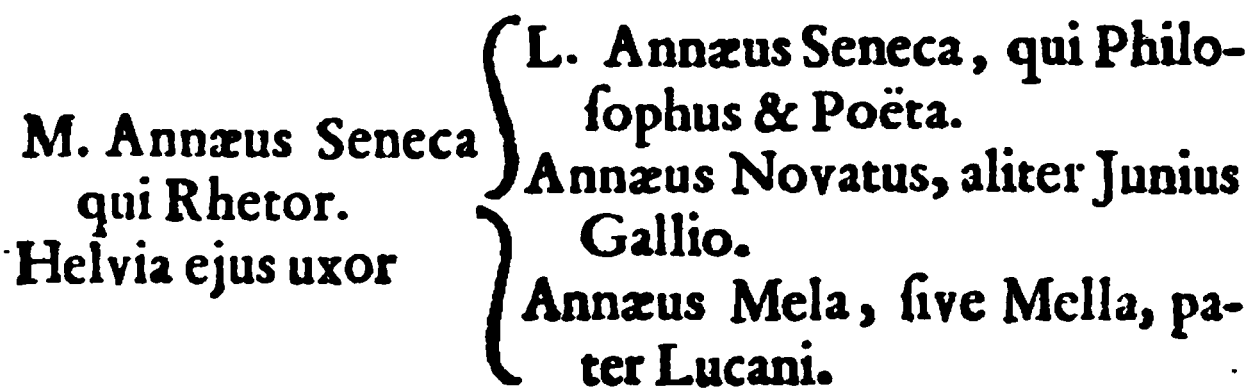 M. Annæus Seneca
qui Rhetor.
Helvia ejus uxor
L. Annæus Seneca, qui Philo-
ſophus & Poëta.
Annæus Novatus, aliter Junius
Gallio.
Annæus Mela, ſive Mella, pa-
ter Lucani.